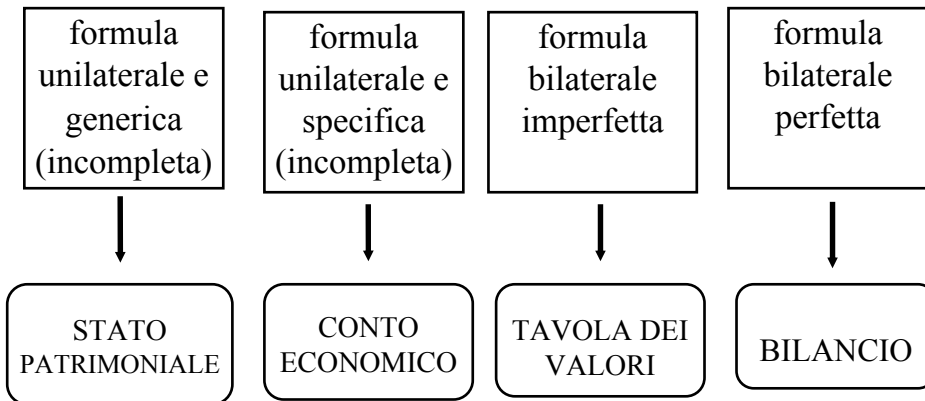 formula
unilaterale e
generica
(incompleta)
formula
unilaterale e
specifica
(incompleta)
formula
bilaterale
imperfetta
formula
bilaterale
perfetta
STATO
PATRIMONIALE
CONTO
ECONOMICO
TAVOLA DEI
VALORI
BILANCIO